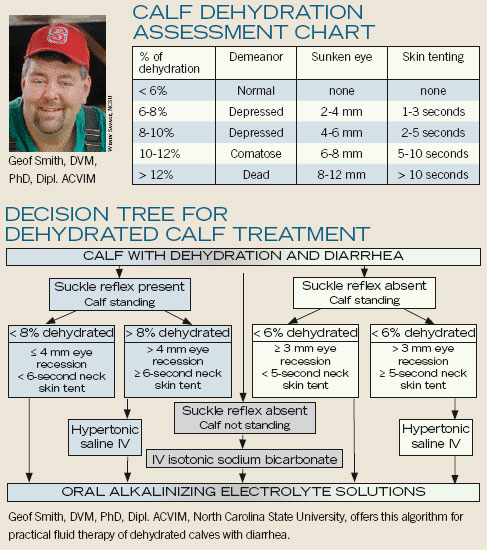 CALF DEHYDRATION
ASSESSMENT CHART
% of dehydration Demeanor Sunken eye Skin tenting
< 6% Normal none none
6-8% Depressed 2-4 mm 1-3 seconds
8-10% Depressed 4-6 mm 2-5 seconds
10-12% Comatose 6-8 mm 5-10 seconds
> 12% Dead 8-12 mm > 10 seconds
Geof Smith, DVM,
PhD, Dipl. ACVIM
DECISION TREE FOR
DEHYDRATED CALF TREATMENT
CALF WITH DEHYDRATION AND DIARRHEA
Suckle reflex present
Calf standing
Suckle reflex absent
Calf standing
< 8% dehydrated
≤ 4 mm eye
recession
< 6-second neck
skin tent
> 8% dehydrated
> 4 mm eye
recession
≥ 6-second neck
skin tent
< 6% dehydrated
≥ 3 mm eye
recession
< 5-second neck
skin tent
< 6% dehydrated
> 3 mm eye
recession
≥ 5-second neck
skin tent
Suckle reflex absent
Calf not standing
Hypertonic
saline IV
Hypertonic
saline IV
IV isotonic sodium bicarbonate
ORAL ALKALINIZING ELECTROLYTE SOLUTIONS
Geof Smith, DVM, PhD, Dipl. ACVIM, North Carolina State University, offers this algorithm for
practical fluid therapy of dehydrated calves with diarrhea.